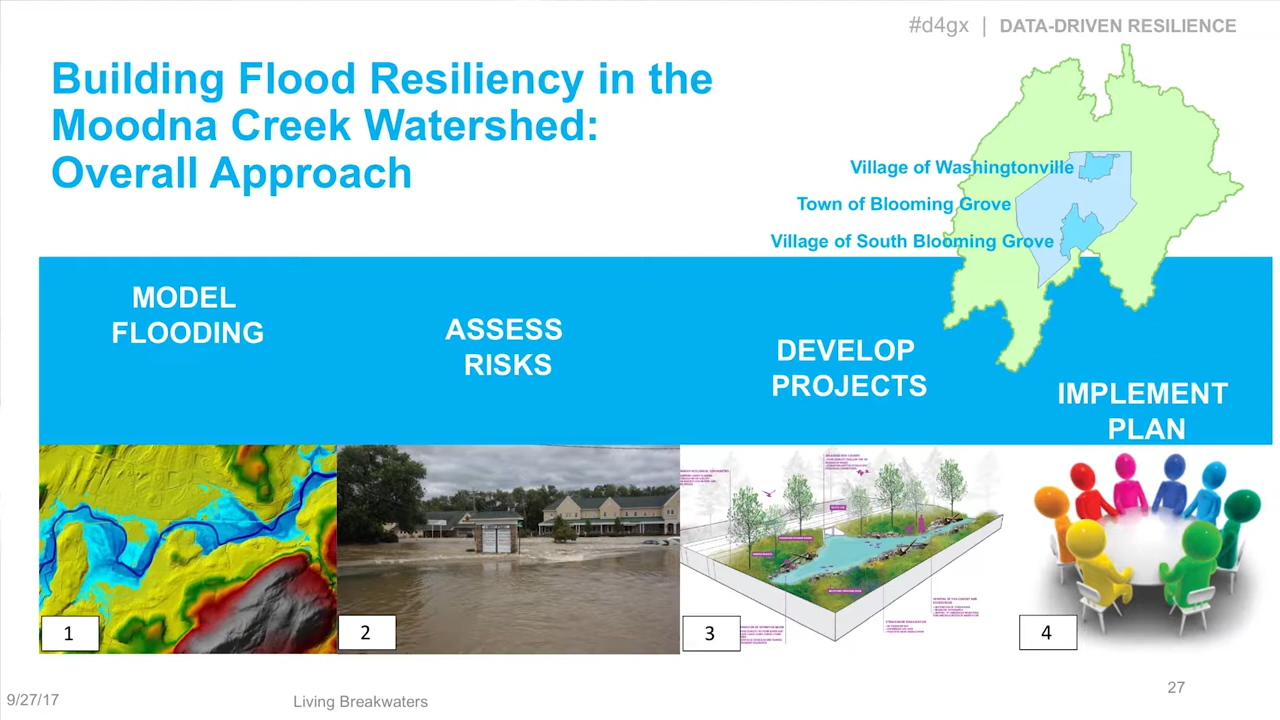 #d4gx | DATA-DRIVEN RESILIENCE
Building Flood Resiliency in the
Moodna Creek Watershed:
Overall Approach
Village of Washingtonville
Town of Blooming Grove
Village of South Blooming Grove
MODEL
FLOODING
ASSESS
RISKS
DEVELOP
PROJECTS
IMPLEMENT
PLAN
1
2
3
4
9/27/17
Living Breakwaters
27